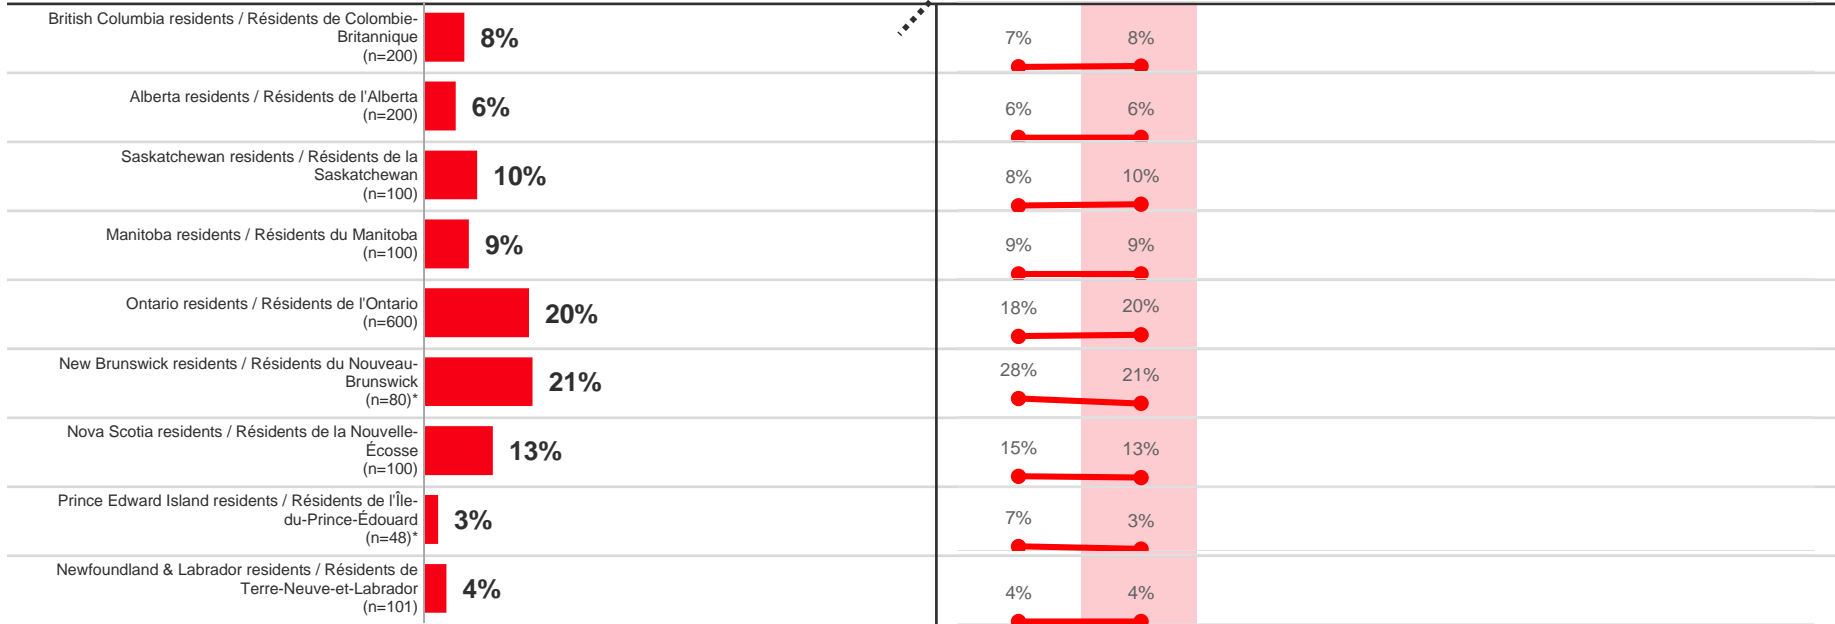 British Columbia residents / Résidents de Colombie-
Britannique
(n=200)
8%
7%
8%
Alberta residents / Résidents de l'Alberta
(n=200)
6%
6%
6%
Saskatchewan residents / Résidents de la
Saskatchewan
(n=100)
10%
8%
10%
Manitoba residents / Résidents du Manitoba
(n=100)
9%
9%
9%
Ontario residents / Résidents de l'Ontario
(n=600)
20%
18%
20%
New Brunswick residents / Résidents du Nouveau-
Brunswick
(n=80)*
21%
28%
21%
Nova Scotia residents / Résidents de la Nouvelle-
Écosse
(n=100)
13%
15%
13%
Prince Edward Island residents / Résidents de l'Île-
du-Prince-Édouard
(n=48)*
3%
7%
3%
Newfoundland & Labrador residents / Résidents de
Terre-Neuve-et-Labrador
(n=101)
4%
4%
4%